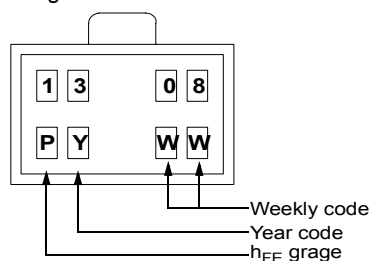 1 3 0 8
P Y W W
Weekly code
Year code
hFE grage